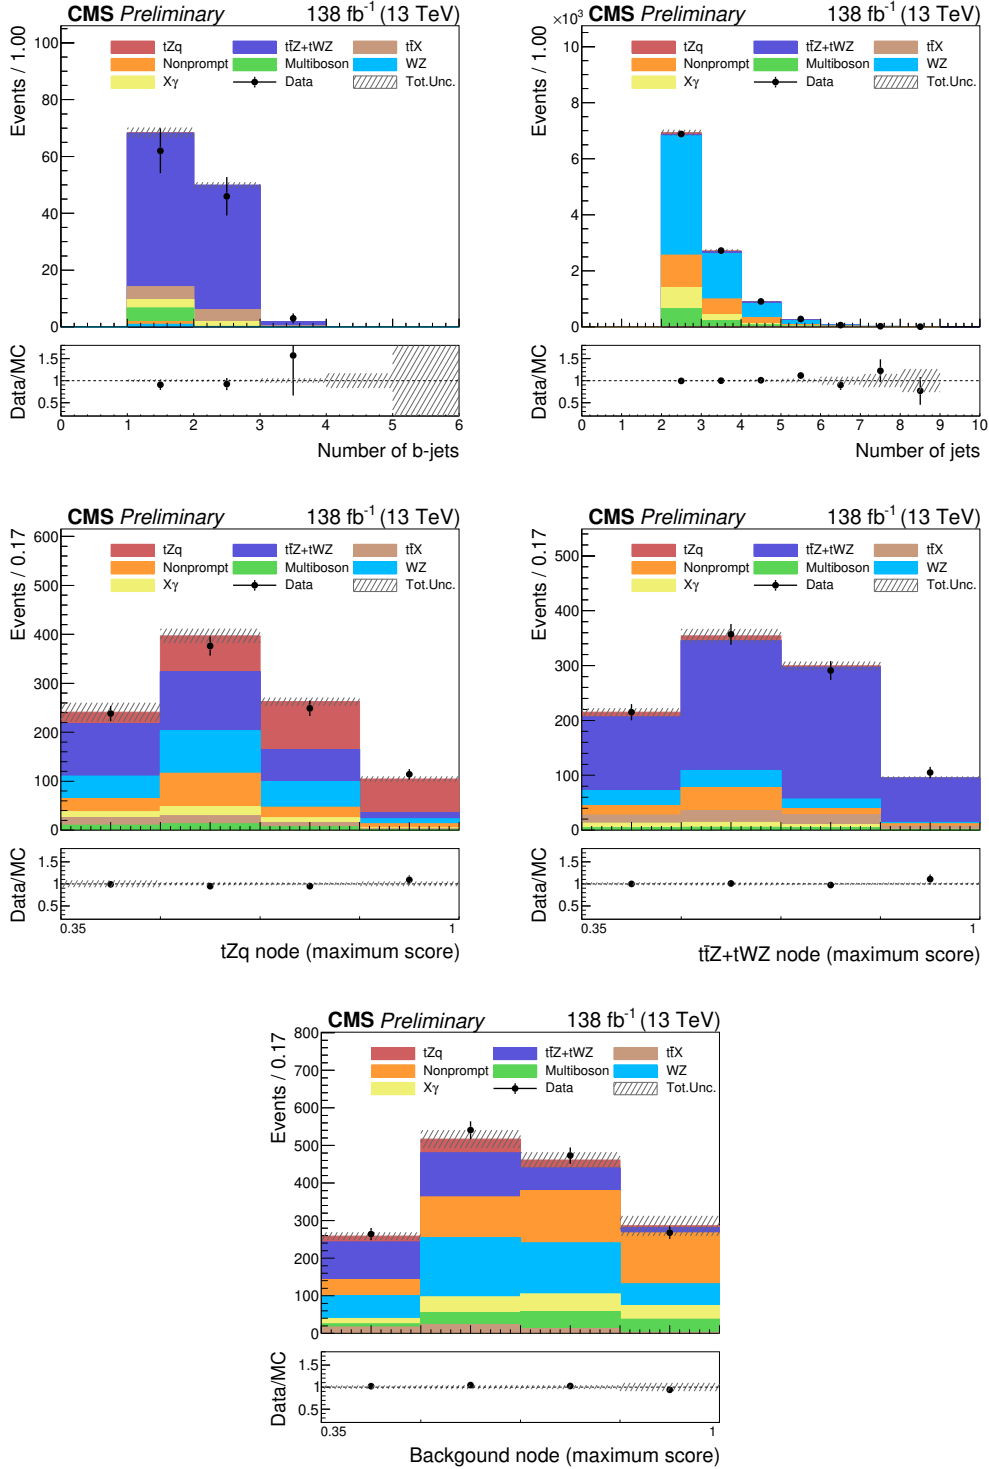 CMS Preliminary 138 fb⁻¹ (13 TeV)
Events / 1.00
100
80
60
40
20
0
tZq tt̄Z+tWZ tt̄X
Nonprompt Multiboson WZ
Xγ Data Tot.Unc.
Data/MC
1.5
1
0.5
0 1 2 3 4 5 6
Number of b-jets
CMS Preliminary 138 fb⁻¹ (13 TeV)
×10³
Events / 1.00
10
8
6
4
2
0
tZq tt̄Z+tWZ tt̄X
Nonprompt Multiboson WZ
Xγ Data Tot.Unc.
Data/MC
1.5
1
0.5
0 1 2 3 4 5 6 7 8 9 10
Number of jets
CMS Preliminary 138 fb⁻¹ (13 TeV)
Events / 0.17
600
500
400
300
200
100
0
tZq tt̄Z+tWZ tt̄X
Nonprompt Multiboson WZ
Xγ Data Tot.Unc.
Data/MC
1.5
1
0.5
0.35 1
tZq node (maximum score)
CMS Preliminary 138 fb⁻¹ (13 TeV)
Events / 0.17
500
400
300
200
100
0
tZq tt̄Z+tWZ tt̄X
Nonprompt Multiboson WZ
Xγ Data Tot.Unc.
Data/MC
1.5
1
0.5
0.35 1
tt̄Z+tWZ node (maximum score)
CMS Preliminary 138 fb⁻¹ (13 TeV)
Events / 0.17
800
700
600
500
400
300
200
100
0
tZq tt̄Z+tWZ tt̄X
Nonprompt Multiboson WZ
Xγ Data Tot.Unc.
Data/MC
1.5
1
0.5
0.35 1
Backgound node (maximum score)